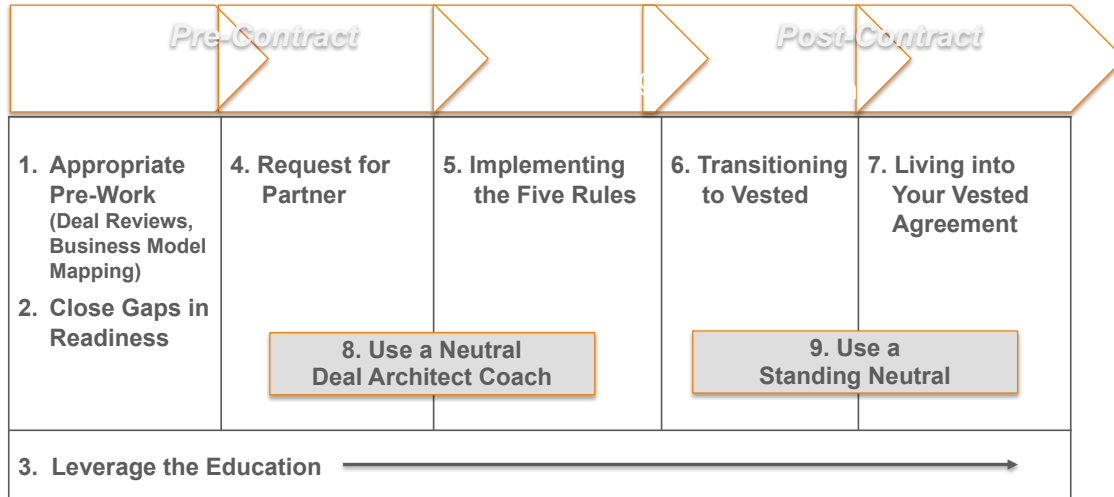 Pre-Contract
Post-Contract
1. Appropriate
Pre-Work
(Deal Reviews,
Business Model
Mapping)
2. Close Gaps in
Readiness
4. Request for
Partner
5. Implementing
the Five Rules
6. Transitioning
to Vested
7. Living into
Your Vested
Agreement
8. Use a Neutral
Deal Architect Coach
9. Use a
Standing Neutral
3. Leverage the Education